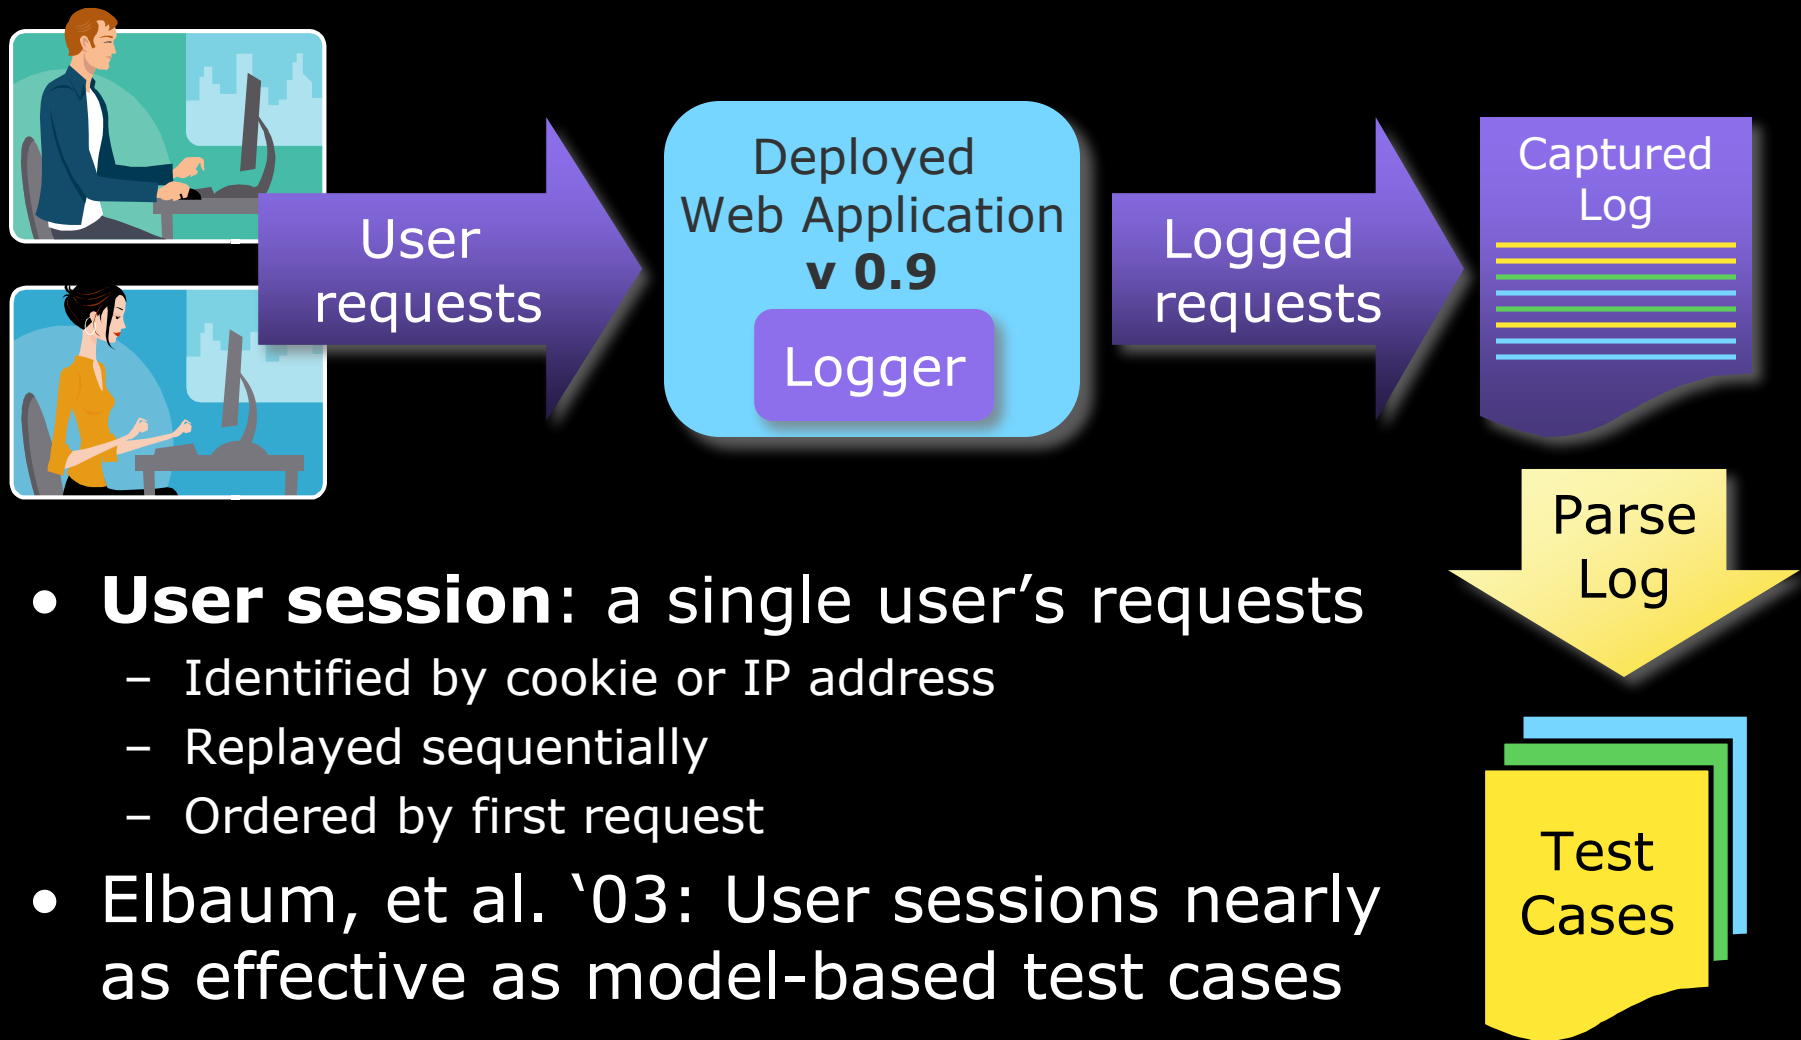 User
requests
Deployed
Web Application
v 0.9
Logger
Logged
requests
Captured
Log
Parse
Log
• User session: a single user’s requests
– Identified by cookie or IP address
– Replayed sequentially
– Ordered by first request
• Elbaum, et al. ‘03: User sessions nearly
as effective as model-based test cases
Test
Cases